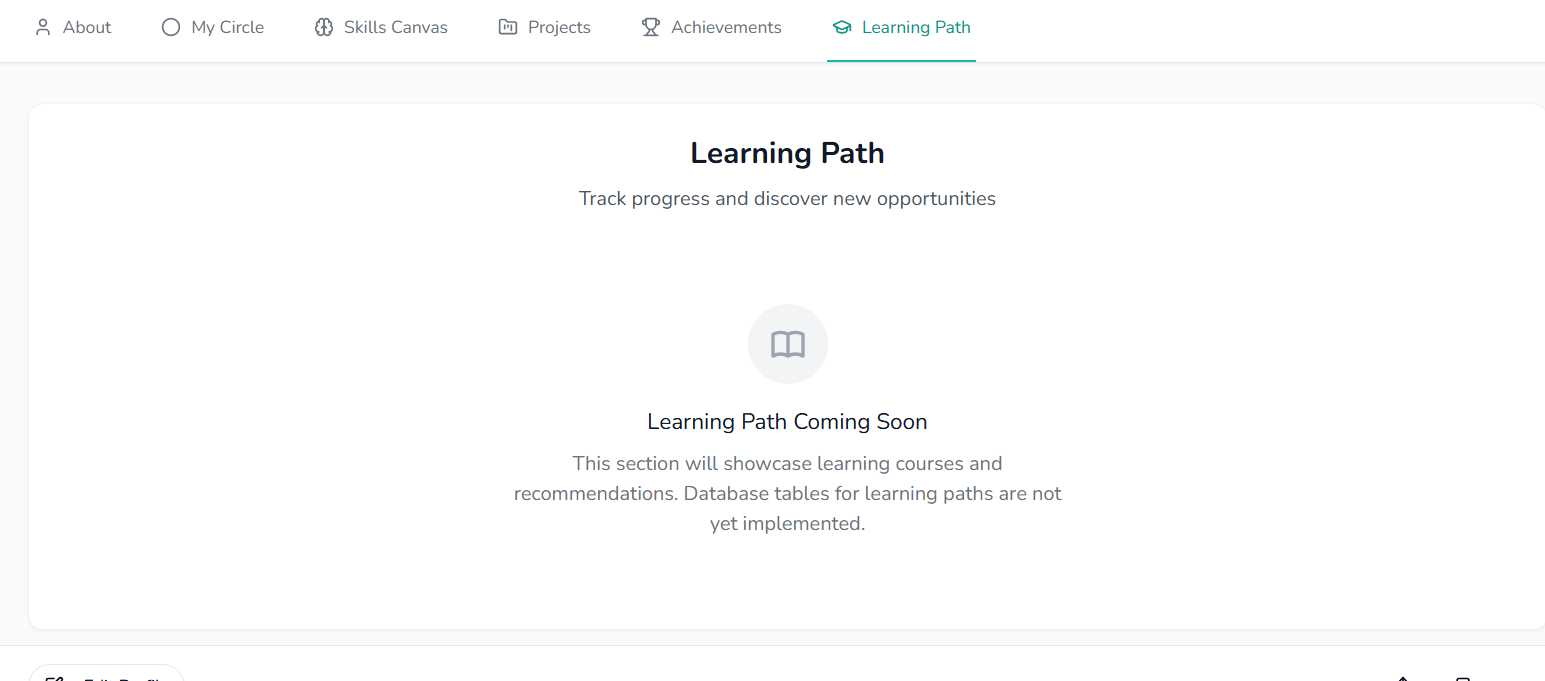 About My Circle Skills Canvas Projects Achievements Learning Path
Learning Path
Track progress and discover new opportunities
Learning Path Coming Soon
This section will showcase learning courses and
recommendations. Database tables for learning paths are not
yet implemented.